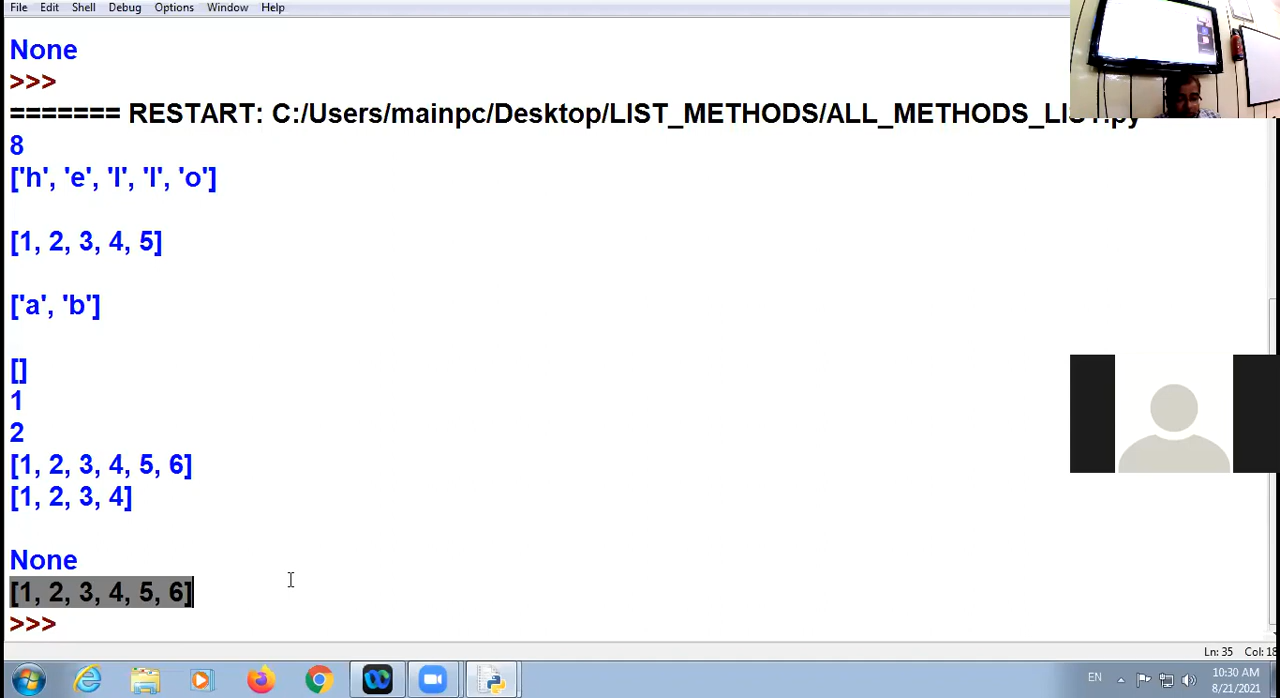 File Edit Shell Debug Options Window Help
None
>>>
======= RESTART: C:/Users/mainpc/Desktop/LIST_METHODS/ALL_METHODS_LIST.py
8
['h', 'e', 'l', 'l', 'o']
[1, 2, 3, 4, 5]
['a', 'b']
[]
1
2
[1, 2, 3, 4, 5, 6]
[1, 2, 3, 4]
None
[1, 2, 3, 4, 5, 6]
>>>
Ln: 35 Col: 18
EN 10:30 AM
8/21/2021